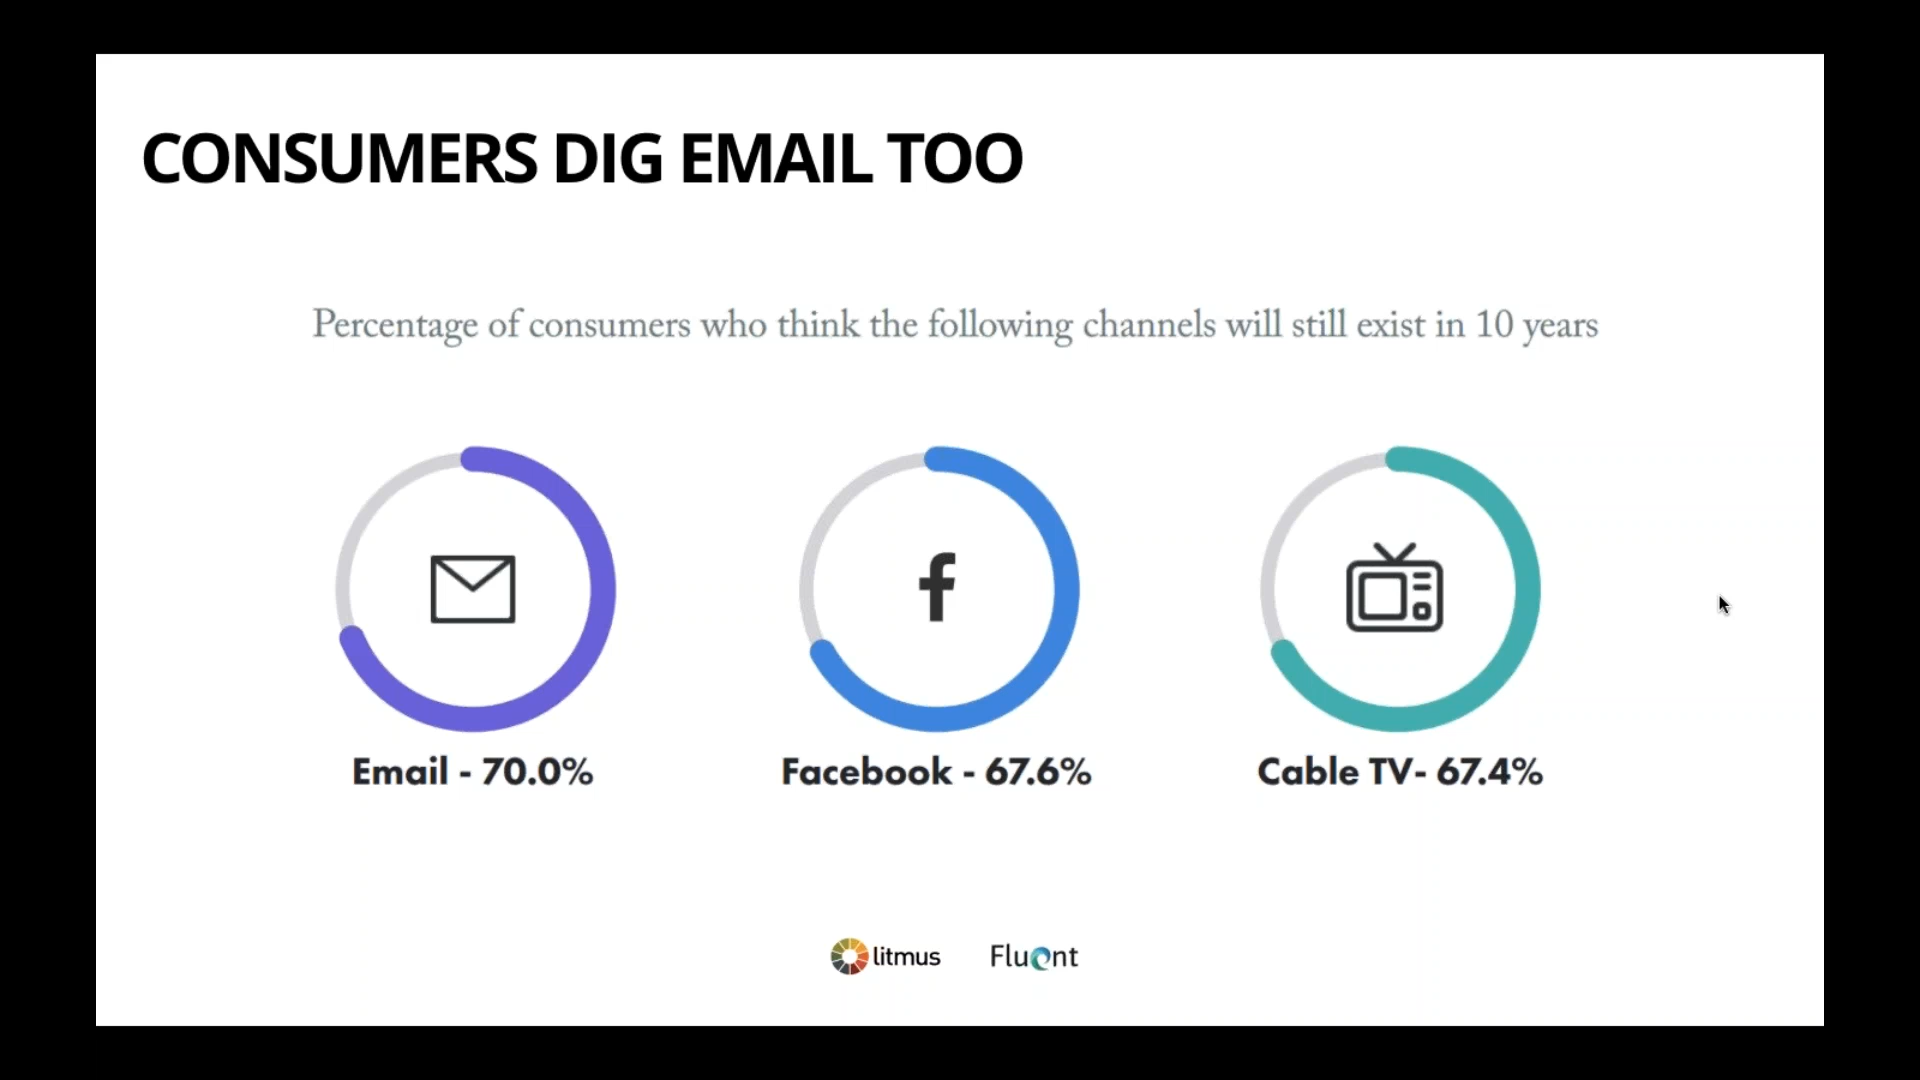 CONSUMERS DIG EMAIL TOO
Percentage of consumers who think the following channels will still exist in 10 years
Email - 70.0%
Facebook - 67.6%
Cable TV- 67.4%
litmus
Fluent